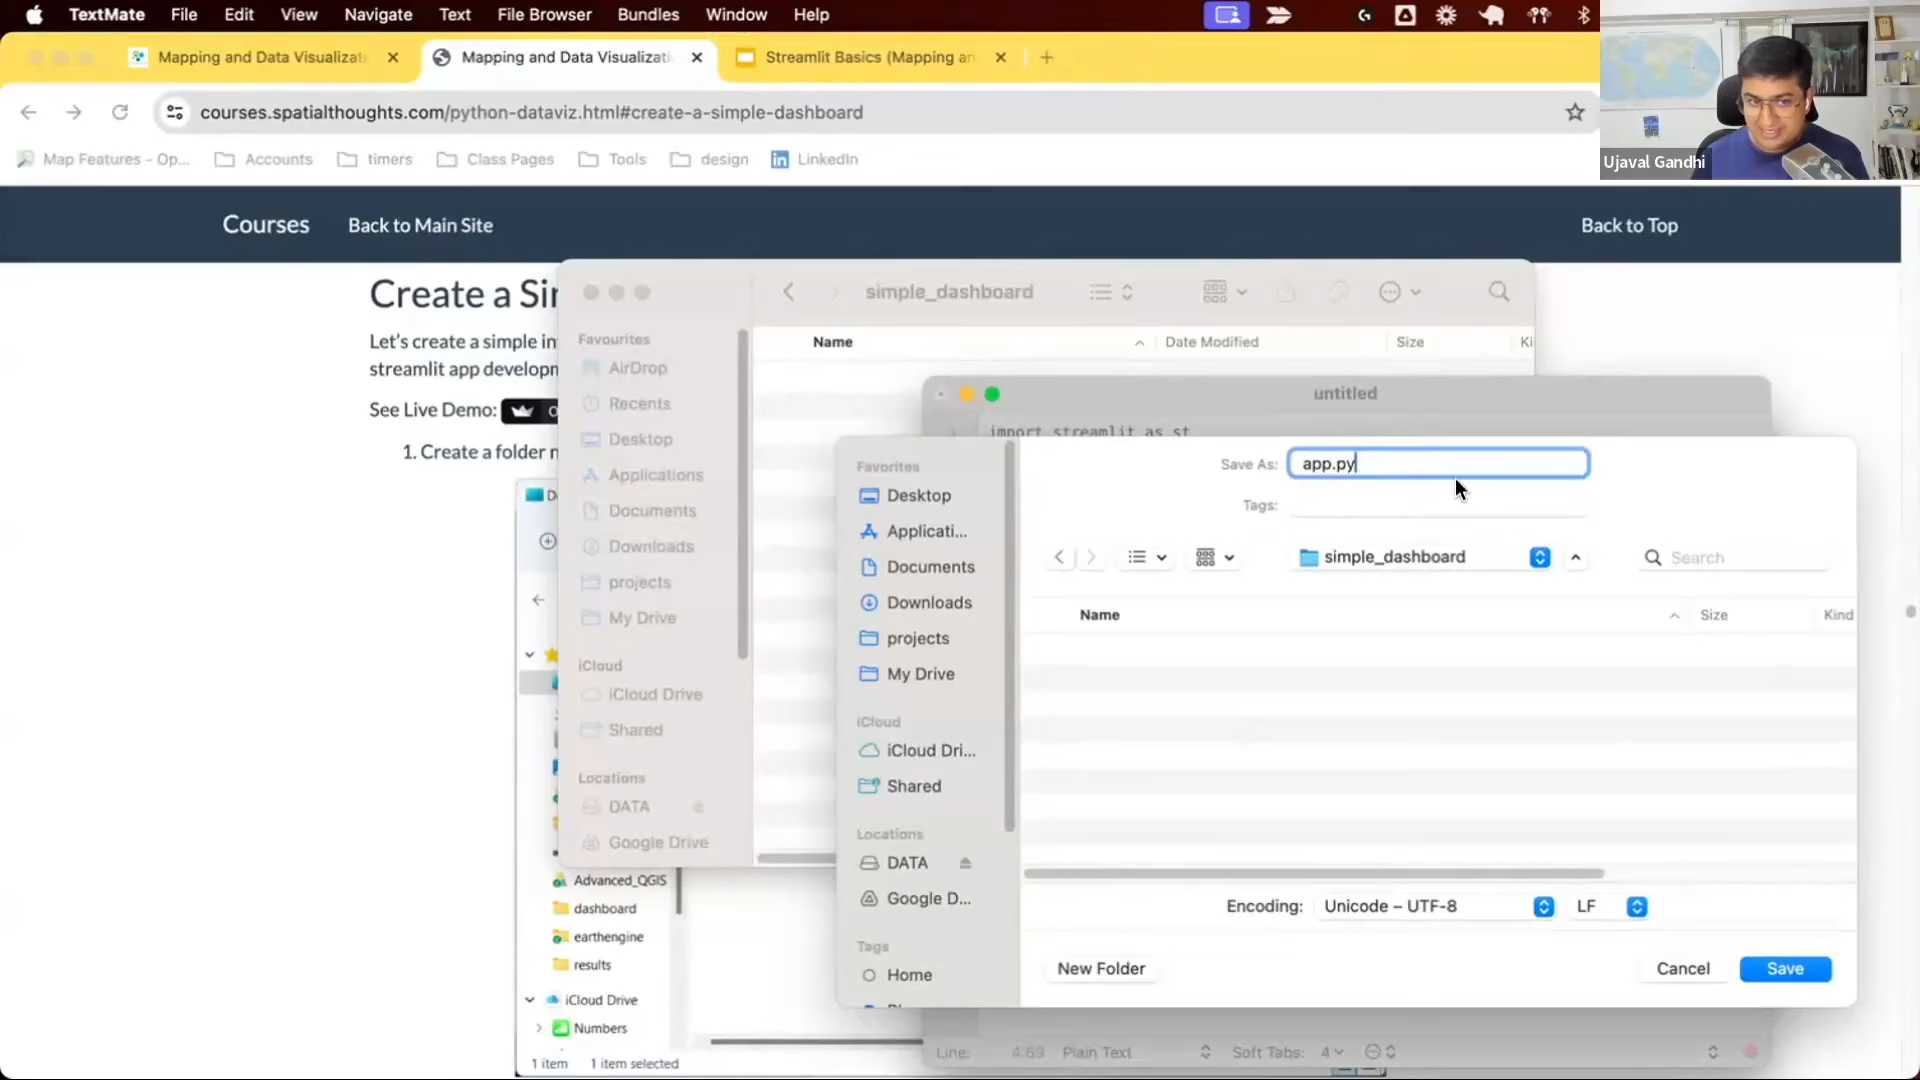 TextMate File Edit View Navigate Text File Browser Bundles Window Help
Mapping and Data Visualizati
Mapping and Data Visualizati
Streamlit Basics (Mapping an
courses.spatialthoughts.com/python-dataviz.html#create-a-simple-dashboard
Map Features - Op...
Accounts
timers
Class Pages
Tools
design
LinkedIn
Ujaval Gandhi
Courses
Back to Main Site
Back to Top
Create a Si
Let's create a simple in
streamlit app developm
See Live Demo:
1. Create a folder n
simple_dashboard
Favourites
AirDrop
Recents
Desktop
Applications
Documents
Downloads
projects
My Drive
iCloud
iCloud Drive
Shared
Locations
DATA
Google Drive
Name
Date Modified
Size
Ki
untitled
import streamlit as st
Favorites
Desktop
Applicati...
Documents
Downloads
projects
My Drive
iCloud
iCloud Dri...
Shared
Locations
DATA
Google D...
Tags
Home
Save As: app.py
Tags:
simple_dashboard
Search
Name
Size
Kind
Encoding: Unicode – UTF-8
LF
New Folder
Cancel
Save
Advanced_QGIS
dashboard
earthengine
results
iCloud Drive
Numbers
1 item
1 item selected
Line: 4:69
Plain Text
Soft Tabs: 4